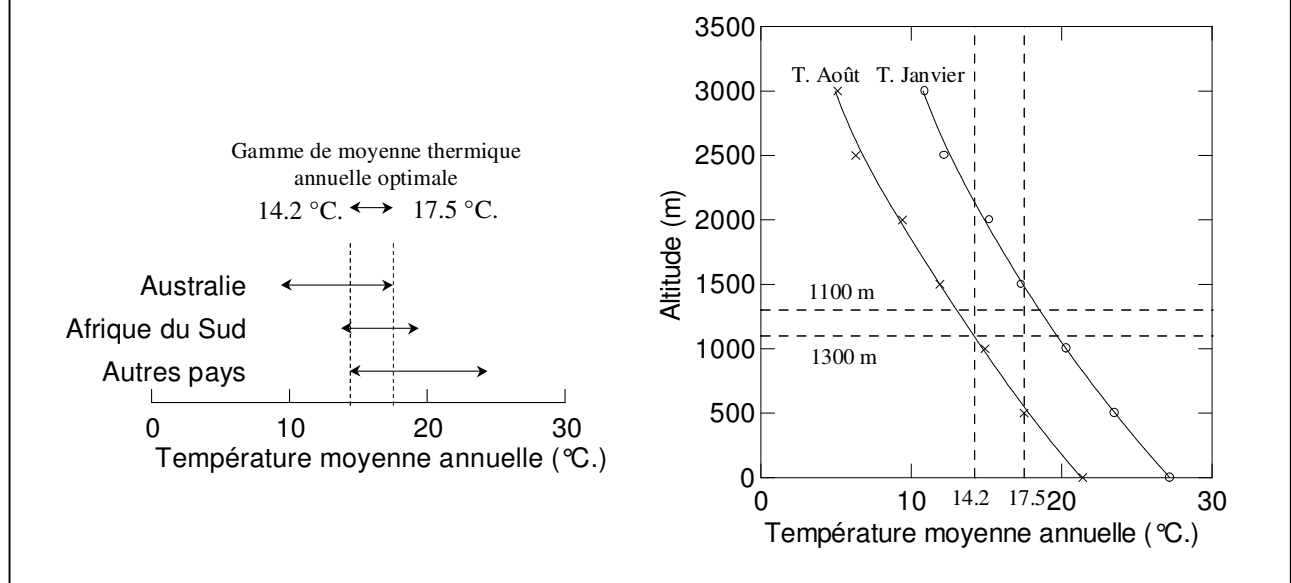 Gamme de moyenne thermique
annuelle optimale
14.2 °C. 17.5 °C.
Australie
Afrique du Sud
Autres pays
0 10 20 30
Température moyenne annuelle (°C.)
3500
T. Août T. Janvier
3000
2500
2000
1500
1100 m
1000
1300 m
500
0
Altitude (m)
0 10 14.2 17.5 20 30
Température moyenne annuelle (°C.)